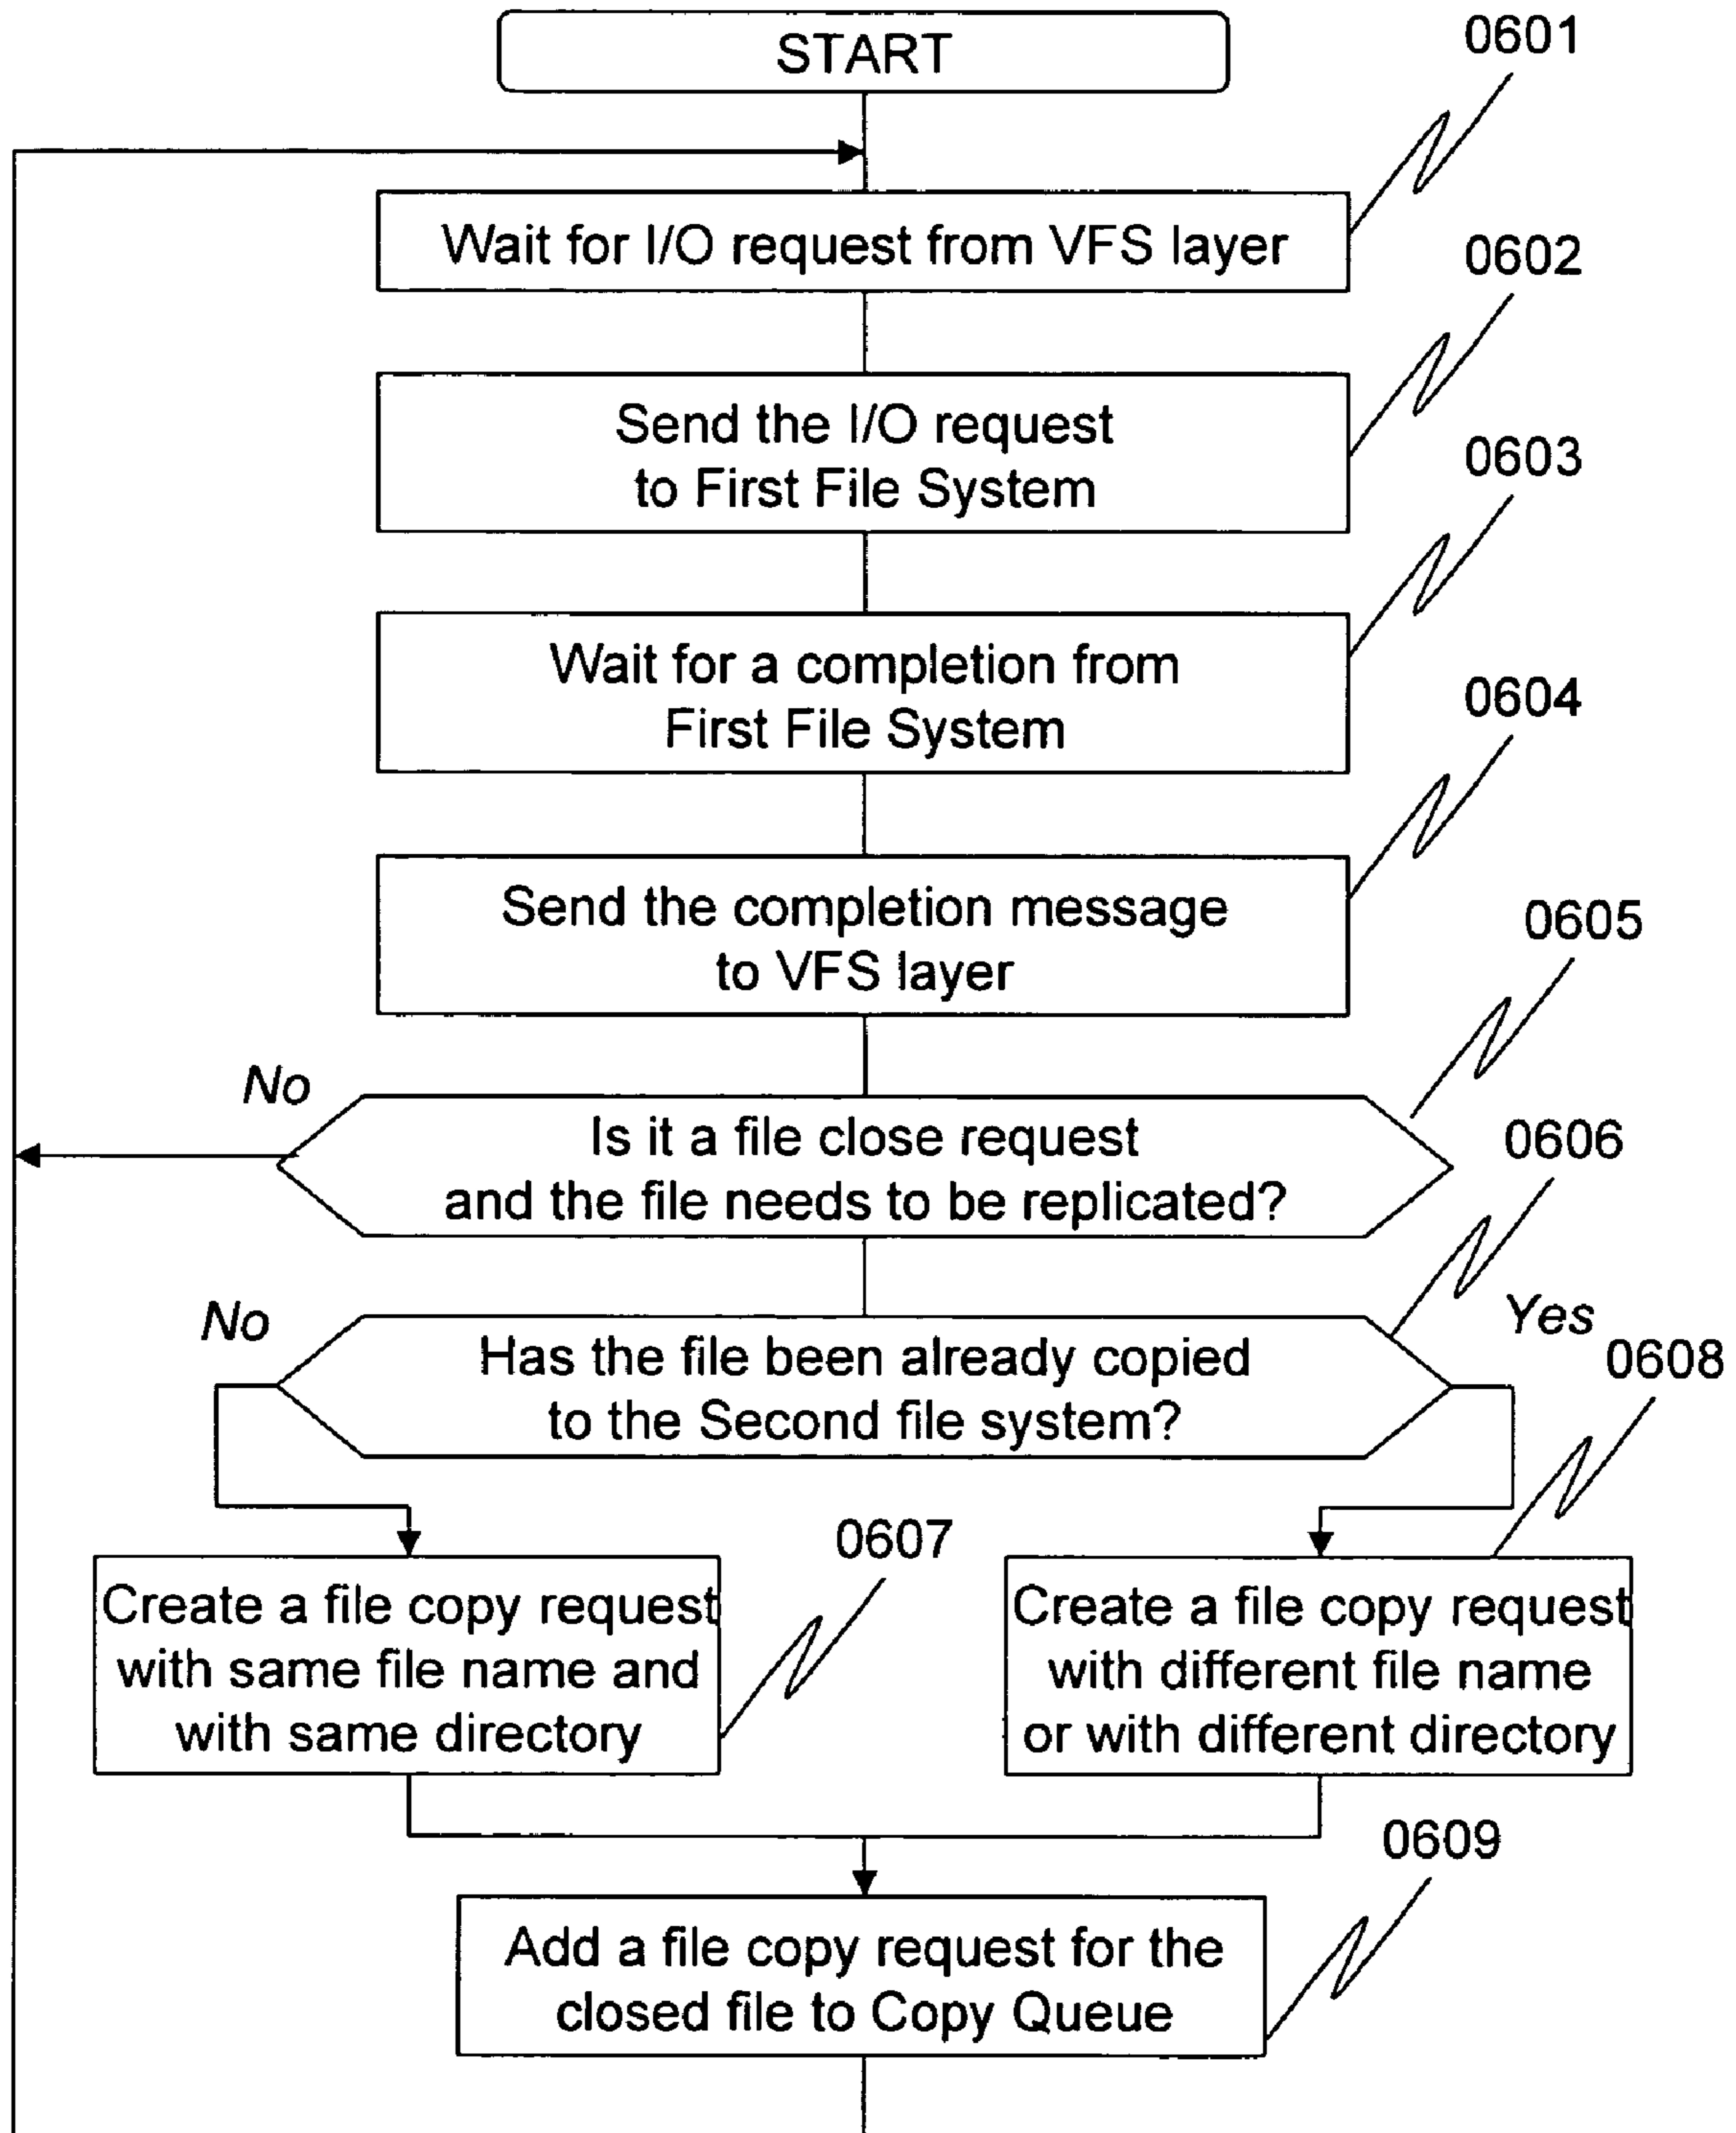 START
0601
Wait for I/O request from VFS layer
0602
Send the I/O request
to First File System
0603
Wait for a completion from
First File System
0604
Send the completion message
to VFS layer
0605
No
Is it a file close request
and the file needs to be replicated?
0606
No
Yes
Has the file been already copied
to the Second file system?
0608
0607
Create a file copy request
with same file name and
with same directory
Create a file copy request
with different file name
or with different directory
0609
Add a file copy request for the
closed file to Copy Queue